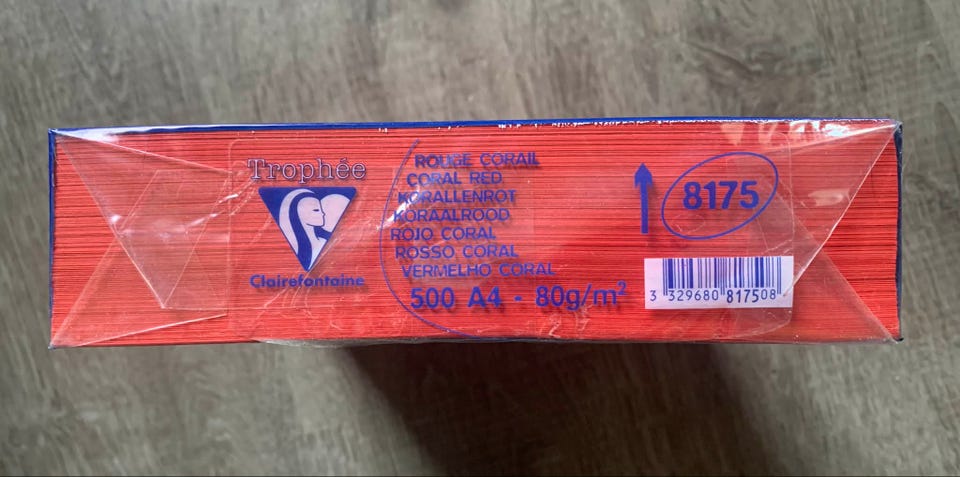 Trophée
Clairefontaine
ROUGE CORAIL
CORAL RED
KORALLENROT
KORAALROOD
ROJO CORAL
ROSSO CORAL
VERMELHO CORAL
500 A4 - 80g/m²
8175
3 329680 817508